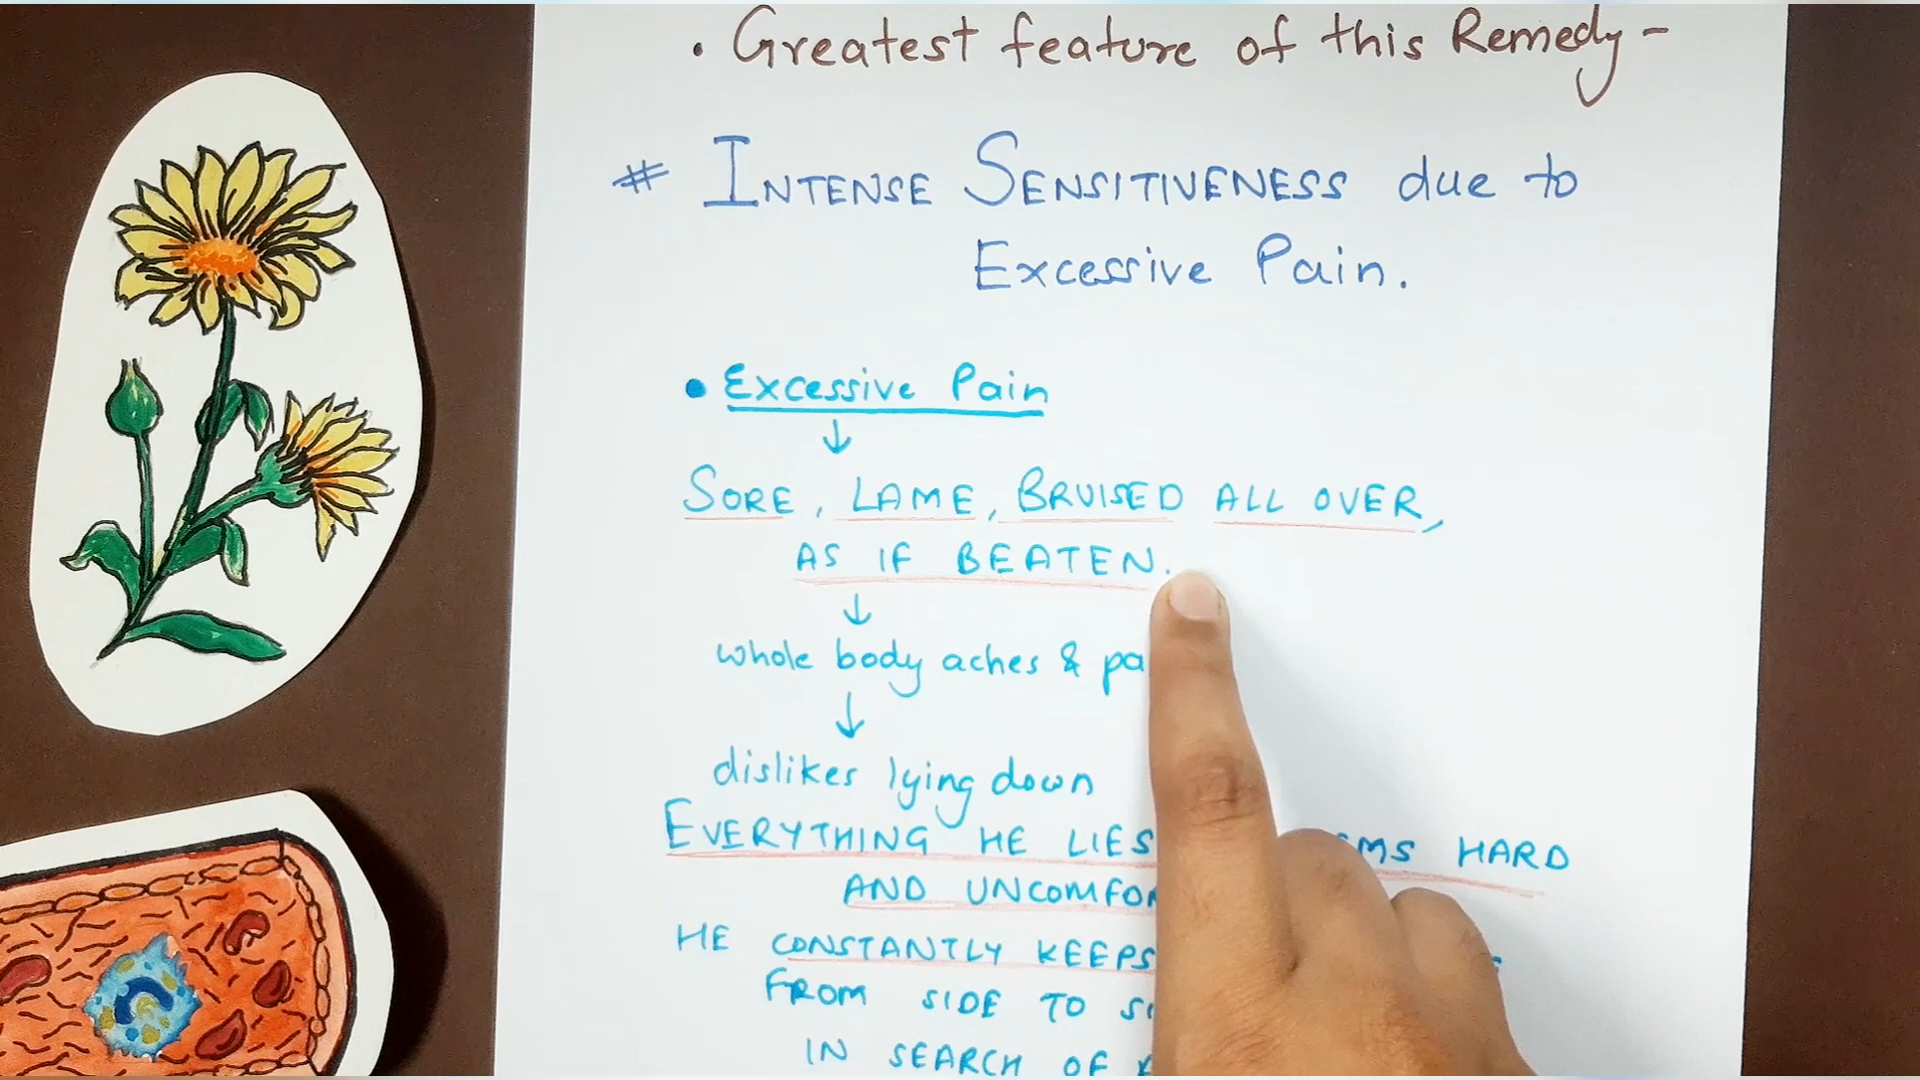 • Greatest feature of this Remedy -
# INTENSE SENSITIVENESS due to
Excessive Pain.
• Excessive Pain
↓
SORE, LAME, BRUISED ALL OVER,
AS IF BEATEN.
↓
whole body aches &
↓
dislikes lying down
EVERYTHING HE LIES HARD
AND
HE CONSTANTLY KEEPS
FROM SIDE TO
IN SEARCH OF